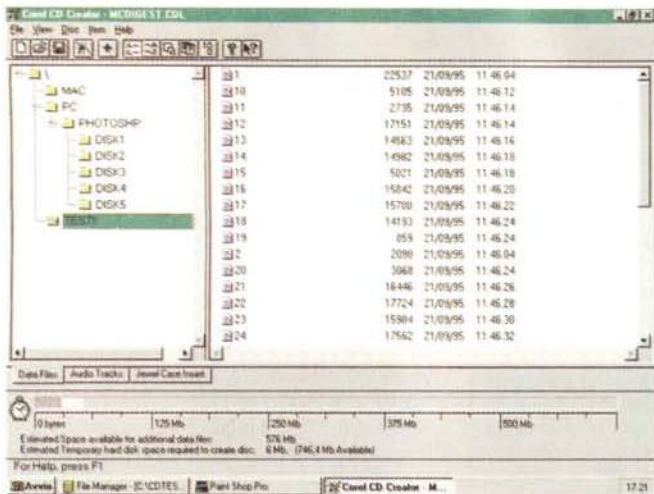 Corel CD Creator - MCDIGEST.CDL
File View Disc Item Help
\
MAC
PC
PHOTOSHP
DISK1
DISK2
DISK3
DISK4
DISK5
1 22537 21/09/95 11.46.04
10 5105 21/09/95 11.46.12
11 2735 21/09/95 11.46.14
12 17151 21/09/95 11.46.14
13 14563 21/09/95 11.46.16
14 14982 21/09/95 11.46.18
15 5021 21/09/95 11.46.18
16 15842 21/09/95 11.46.20
17 15700 21/09/95 11.46.22
18 14193 21/09/95 11.46.24
19 859 21/09/95 11.46.24
2 2090 21/09/95 11.46.04
20 3068 21/09/95 11.46.24
21 16446 21/09/95 11.46.26
22 17724 21/09/95 11.46.28
23 15904 21/09/95 11.46.30
24 17562 21/09/95 11.46.32
Data Files Audio Tracks Jewel Case Insert
0 bytes 125 Mb 250 Mb 375 Mb 500 Mb
Estimated Space available for additional data files: 576 Mb
Estimated Temporary hard disk space required to create disc: 6 Mb, (746,4 Mb Available)
For Help, press F1
Avvio File Manager - [C:\CDTES... Paint Shop Pro Corel CD Creator - M... 17.21